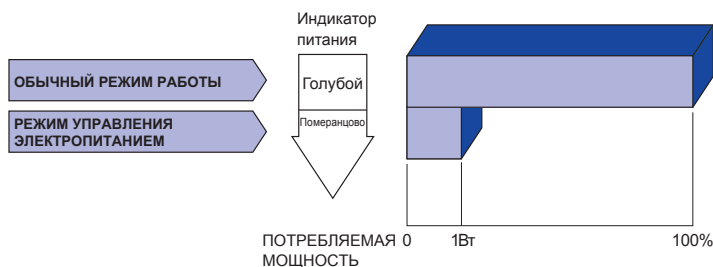 Индикатор
питания
ОБЫЧНЫЙ РЕЖИМ РАБОТЫ
Голубой
РЕЖИМ УПРАВЛЕНИЯ
ЭЛЕКТРОПИТАНИЕМ
Померанцово
ПОТРЕБЛЯЕМАЯ
МОЩНОСТЬ
0 1Вт 100%